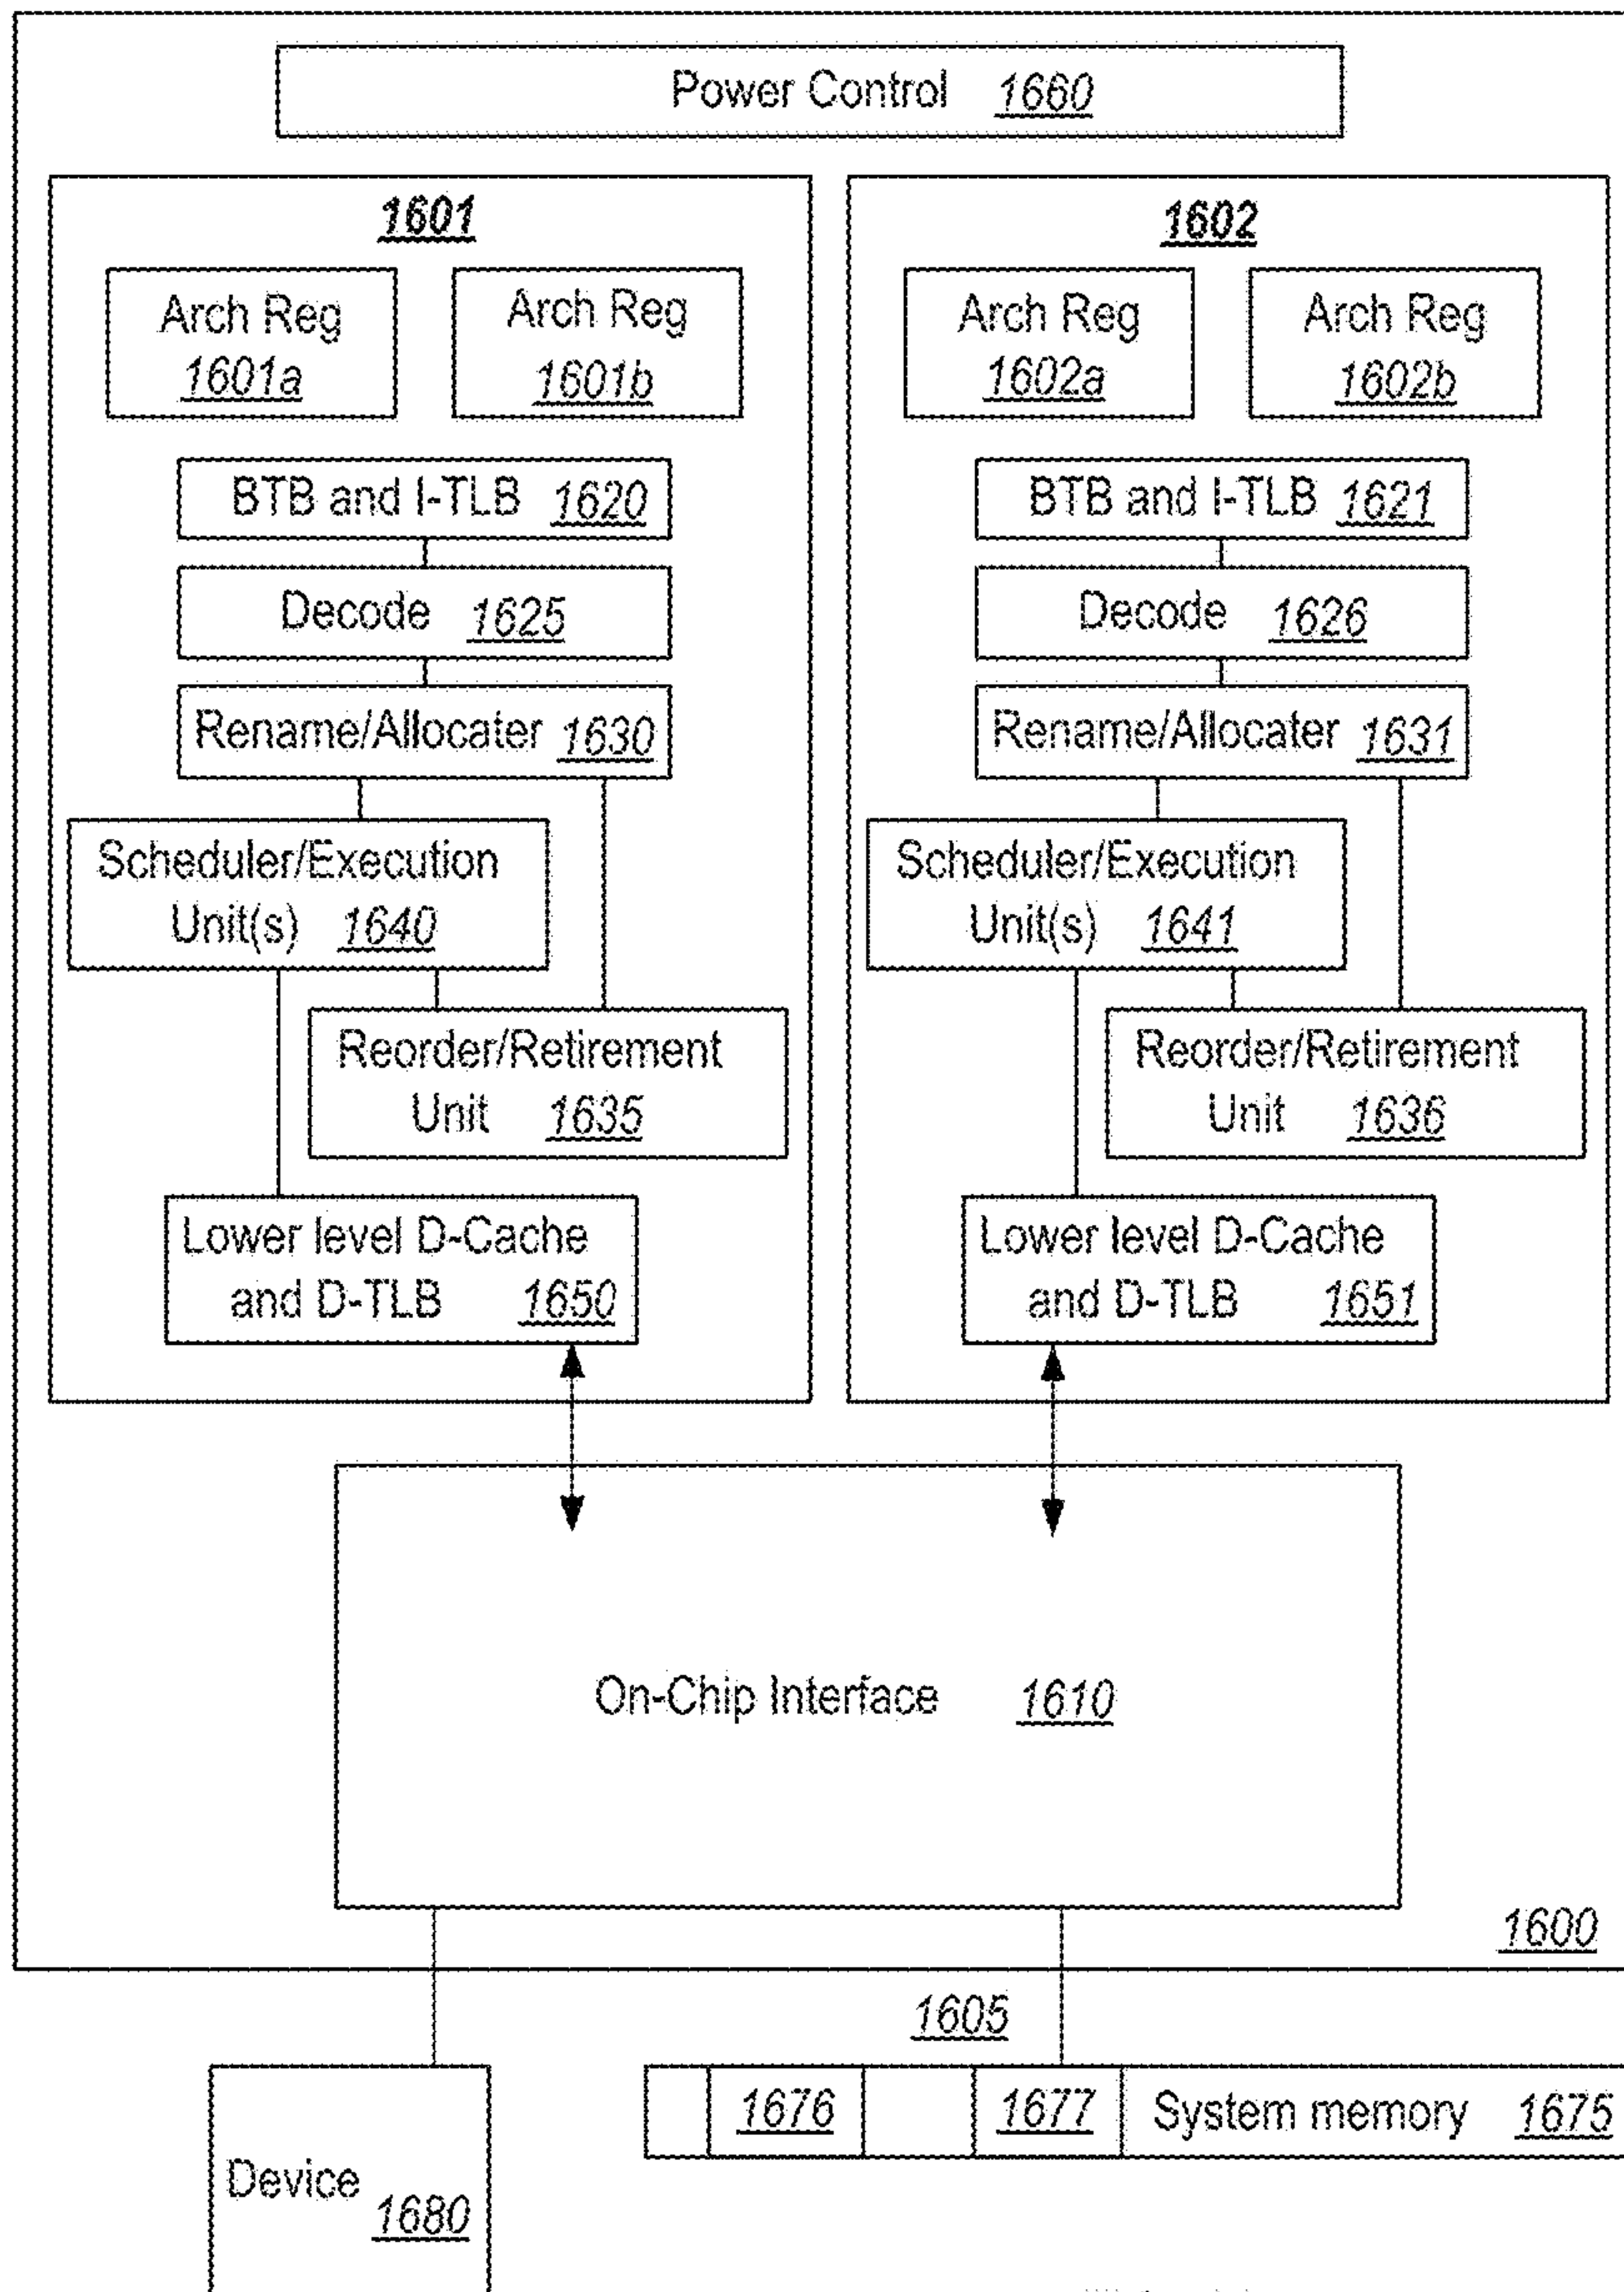 Power Control 1660
1601
Arch Reg
1601a
Arch Reg
1601b
BTB and I-TLB 1620
Decode 1625
Rename/Allocater 1630
Scheduler/Execution
Unit(s) 1640
Reorder/Retirement
Unit 1635
Lower level D-Cache
and D-TLB 1650
1602
Arch Reg
1602a
Arch Reg
1602b
BTB and I-TLB 1621
Decode 1626
Rename/Allocater 1631
Scheduler/Execution
Unit(s) 1641
Reorder/Retirement
Unit 1636
Lower level D-Cache
and D-TLB 1651
On-Chip Interface 1610
1600
1605
1676 1677 System memory 1675
Device 1680